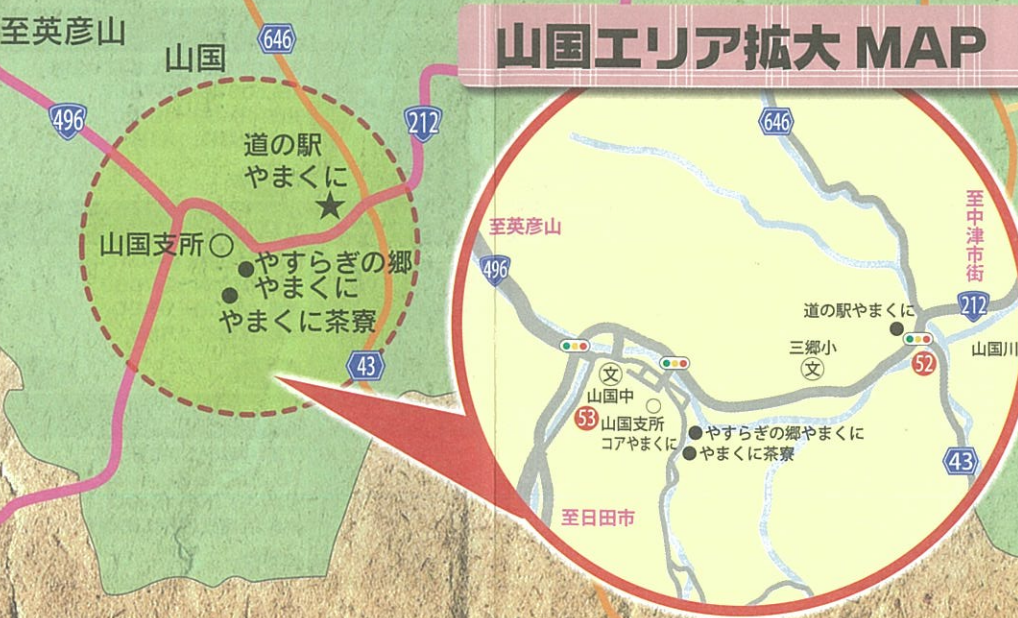 至英彦山
646
山国
山国エリア拡大 MAP
496
212
道の駅
やまくに
山国支所
やすらぎの郷
やまくに
やまくに茶寮
43
646
至英彦山
至中津市街
496
212
道の駅やまくに
三郷小
山国川
文
文
52
山国中
53
山国支所
コアやまくに
やすらぎの郷やまくに
やまくに茶寮
43
至日田市